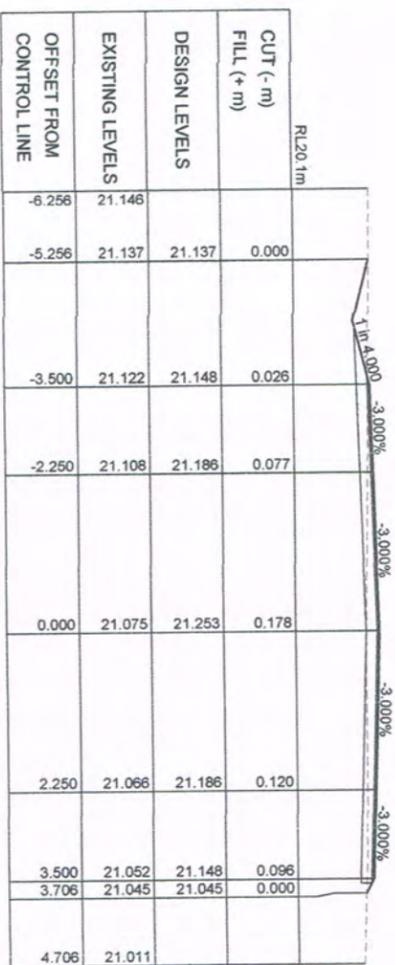 1 in 4.000
-3.000%
-3.000%
-3.000%
-3.000%
RL20.1m
CUT (- m)
FILL (+ m)
0.000 0.026 0.077 0.178 0.120 0.096 0.000
DESIGN LEVELS
21.137 21.148 21.186 21.253 21.186 21.148 21.045
EXISTING LEVELS
21.146 21.137 21.122 21.108 21.075 21.066 21.052 21.045 21.011
OFFSET FROM
CONTROL LINE
-6.256 -5.256 -3.500 -2.250 0.000 2.250 3.500 3.706 4.706